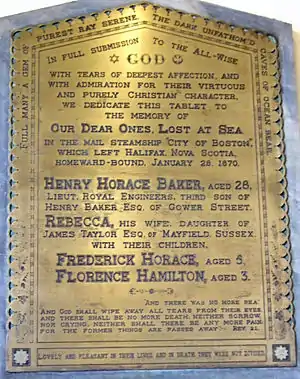 FULL MANY A GEM OF
PUREST RAY SERENE, THE DARK UNFATHOM'D
CAVES OF OCEAN BEAR
IN FULL SUBMISSION TO THE ALL-WISE
GOD
WITH TEARS OF DEEPEST AFFECTION, AND
WITH ADMIRATION FOR THEIR VIRTUOUS
AND PURELY CHRISTIAN CHARACTER,
WE DEDICATE THIS TABLET TO
THE MEMORY OF
OUR DEAR ONES, LOST AT SEA
IN THE MAIL STEAMSHIP "CITY OF BOSTON",
WHICH LEFT HALIFAX, NOVA SCOTIA,
HOMEWARD-BOUND, JANUARY 28, 1870.
HENRY HORACE BAKER, AGED 28,
LIEUT. ROYAL ENGINEERS, THIRD SON OF
HENRY BAKER ESQ. OF GOWER STREET.
REBECCA, HIS WIFE, DAUGHTER OF
JAMES TAYLOR ESQ. OF MAYFIELD, SUSSEX.
WITH THEIR CHILDREN,
FREDERICK HORACE, AGED 5,
FLORENCE HAMILTON, AGED 3.
AND THERE WAS NO MORE SEA
AND GOD SHALL WIPE AWAY ALL TEARS FROM THEIR EYES
AND THERE SHALL BE NO MORE DEATH, NEITHER SORROW,
NOR CRYING, NEITHER SHALL THERE BE ANY MORE PAIN:
FOR THE FORMER THINGS ARE PASSED AWAY. REV. 21.
LOVELY AND PLEASANT IN THEIR LIVES AND IN DEATH THEY WERE NOT DIVIDED.